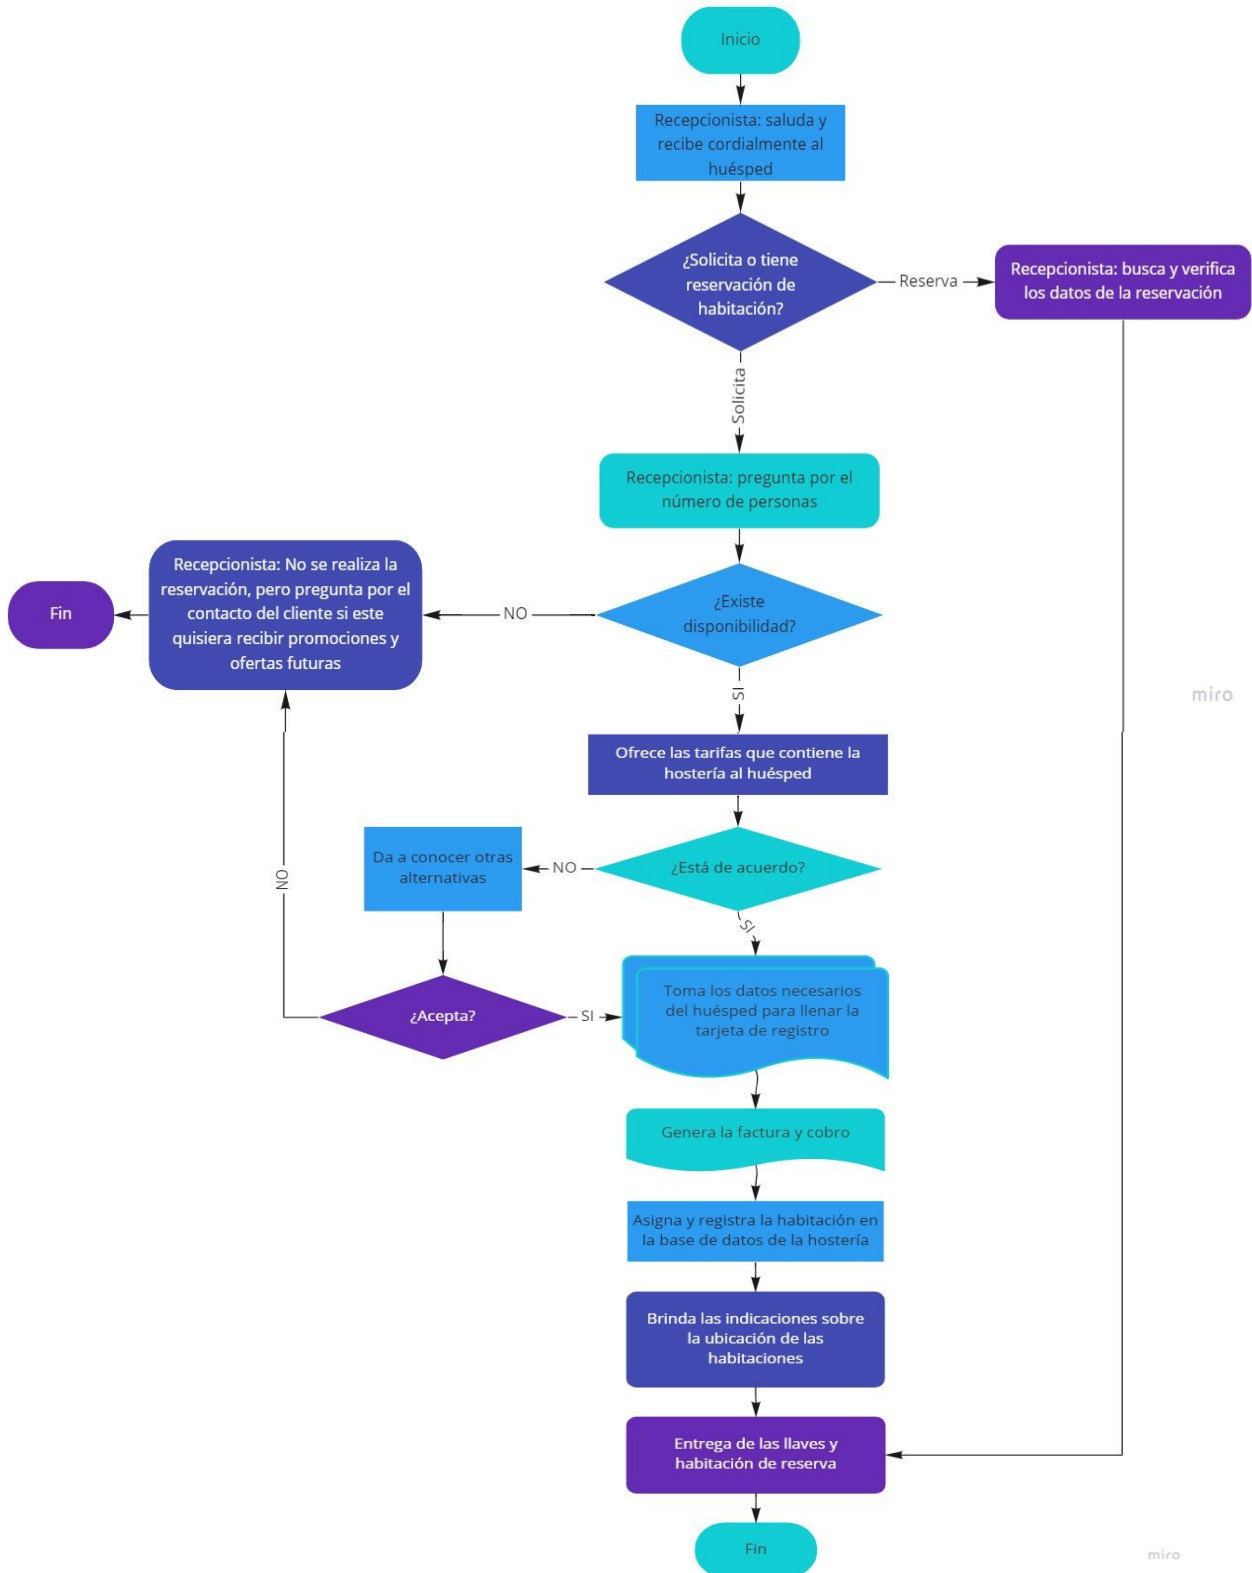 Inicio
Recepcionista: saluda y
recibe cordialmente al
huésped
¿Solicita o tiene
reservación de
habitación?
Reserva
Recepcionista: busca y verifica
los datos de la reservación
Solicita
Recepcionista: pregunta por el
número de personas
¿Existe
disponibilidad?
NO
Recepcionista: No se realiza la
reservación, pero pregunta por el
contacto del cliente si este
quisiera recibir promociones y
ofertas futuras
Fin
SI
miro
Ofrece las tarifas que contiene la
hostería al huésped
¿Está de acuerdo?
NO
Da a conocer otras
alternativas
NO
SI
¿Acepta?
SI
Toma los datos necesarios
del huésped para llenar la
tarjeta de registro
Genera la factura y cobro
Asigna y registra la habitación en
la base de datos de la hostería
Brinda las indicaciones sobre
la ubicación de las
habitaciones
Entrega de las llaves y
habitación de reserva
Fin
miro